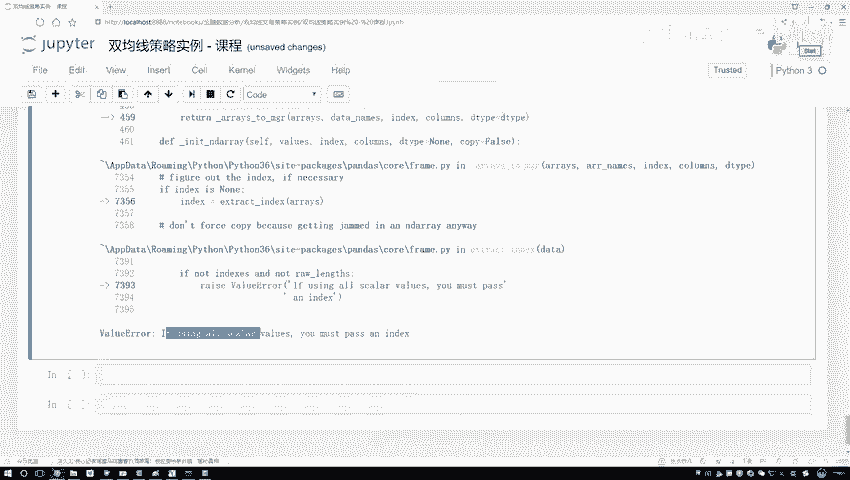 双均线策略实例 - 课程
http://localhost:8888/notebooks/
jupyter 双均线策略实例 - 课程 (unsaved changes)
File Edit View Insert Cell Kernel Widgets Help
Trusted Python 3
Code
--> 459 return _arrays_to_mgr(arrays, data_names, index, columns, dtype=dtype)
460
461 def _init_ndarray(self, values, index, columns, dtype=None, copy=False):
~\AppData\Roaming\Python\Python36\site-packages\pandas\core\frame.py in (arrays, arr_names, index, columns, dtype)
7354 # figure out the index, if necessary
7355 if index is None:
-> 7356 index = extract_index(arrays)
7357
7358 # don't force copy because getting jammed in an ndarray anyway
~\AppData\Roaming\Python\Python36\site-packages\pandas\core\frame.py in extract_index(data)
7391
7392 if not indexes and not raw_lengths:
-> 7393 raise ValueError('If using all scalar values, you must pass'
7394 ' an index')
7395
ValueError: If using all scalar values, you must pass an index
In [ ]:
In [ ]: